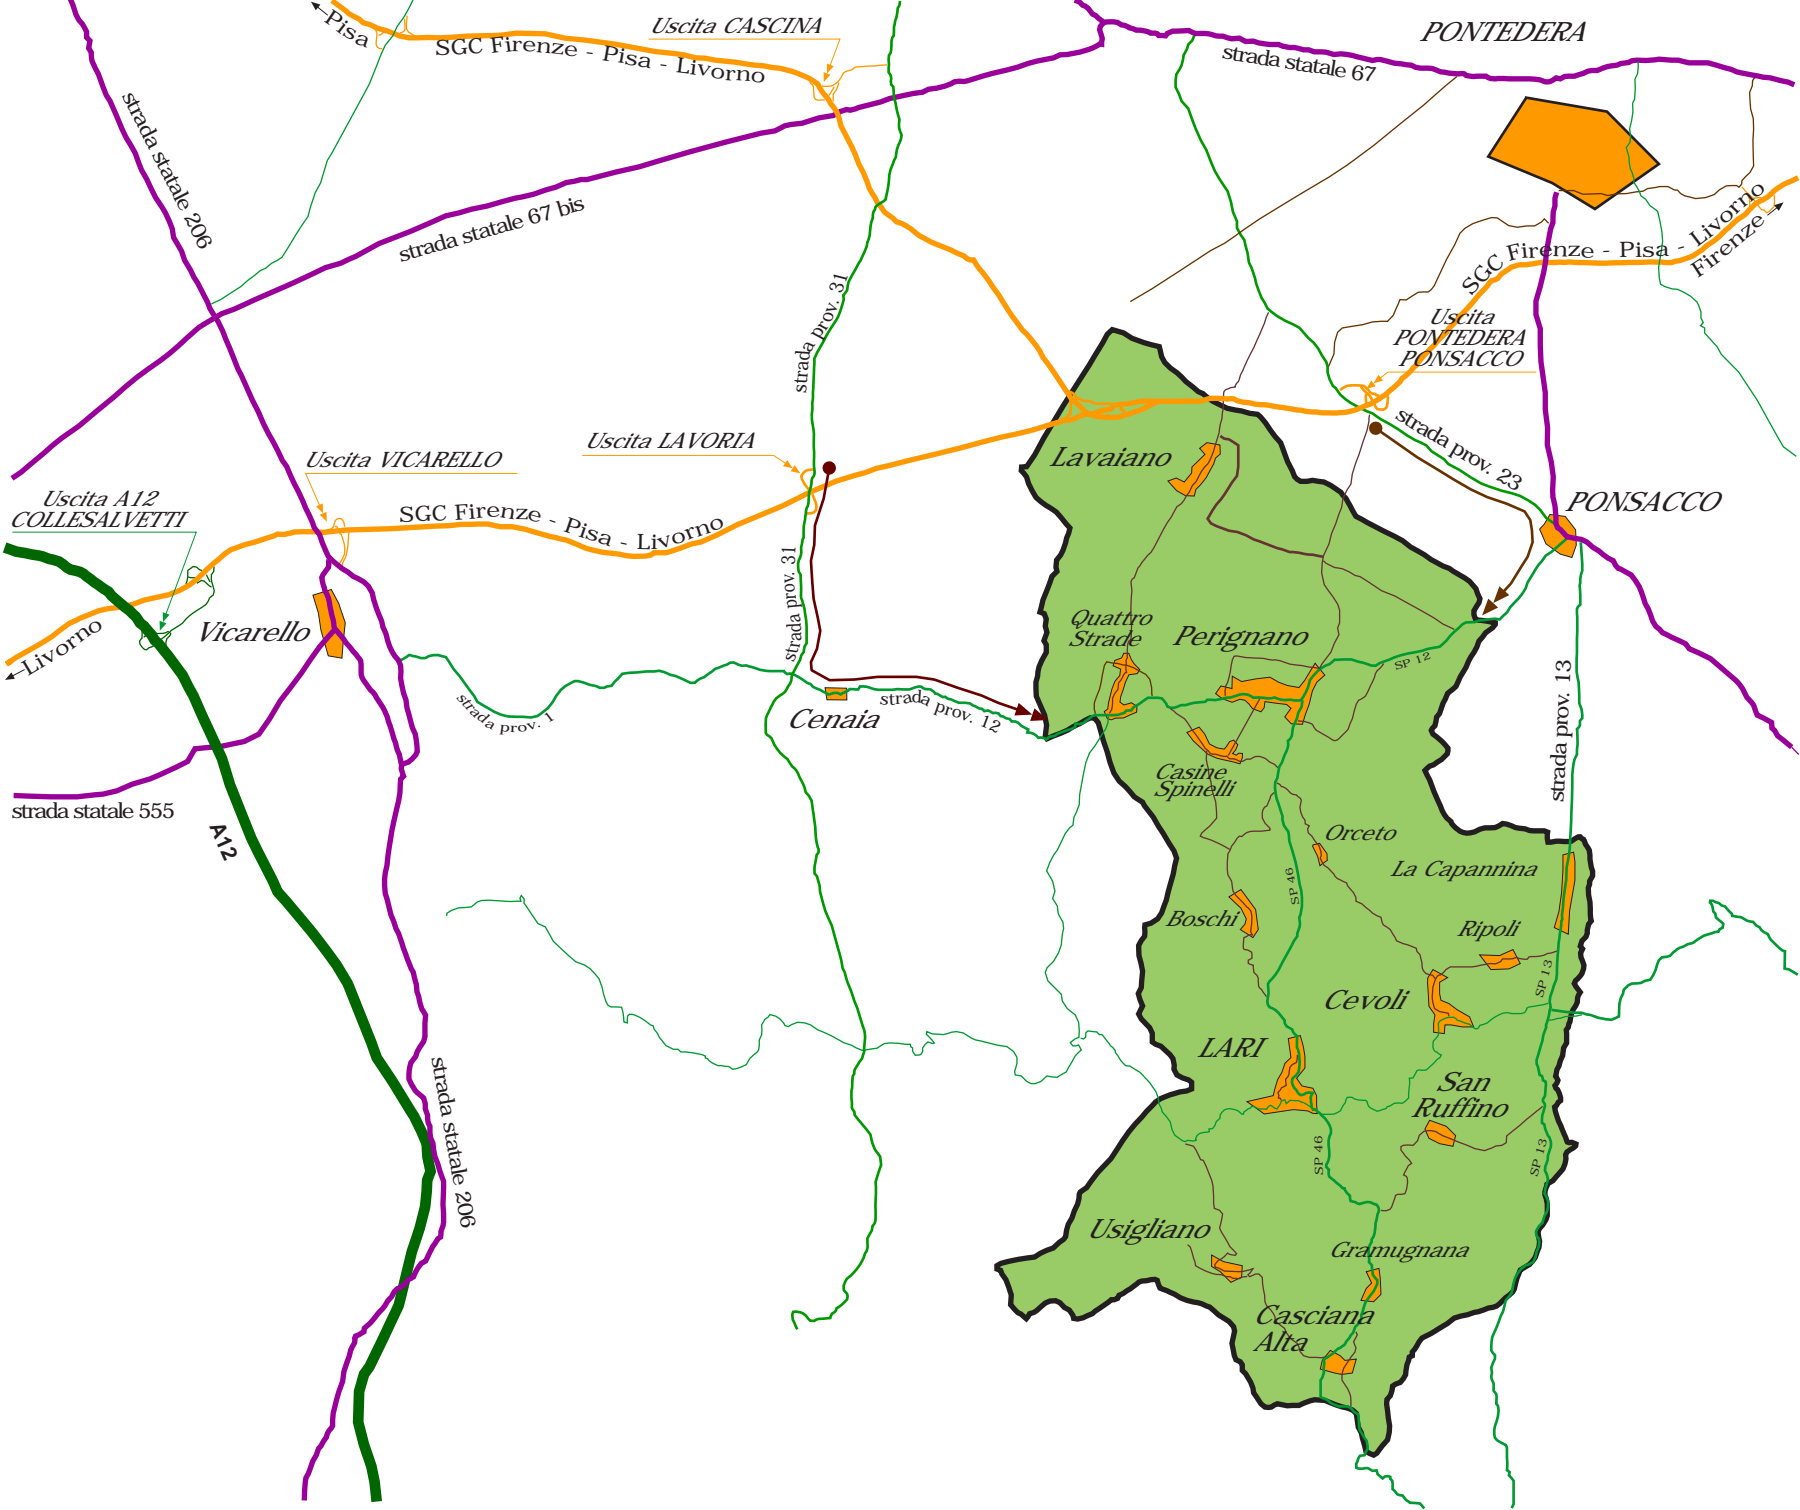 Pisa
SGC Firenze - Pisa - Livorno
Uscita CASCINA
PONTEDERA
strada statale 67
strada statale 206
strada statale 67 bis
strada prov. 31
SGC Firenze - Pisa - Livorno
Firenze
Uscita
PONTEDERA
PONSACCO
strada prov. 23
PONSACCO
Uscita LAVORIA
Uscita VICARELLO
Uscita A12
COLLESALVETTI
SGC Firenze - Pisa - Livorno
Lavaiano
strada prov. 31
Livorno
Vicarello
Quattro
Strade
Perignano
SP 12
strada prov. 1
Cenaia
strada prov. 12
strada prov. 13
Casine
Spinelli
strada statale 555
A12
Orceto
La Capannina
SP 46
Boschi
Ripoli
SP 13
Cevoli
LARI
San
Ruffino
strada statale 206
SP 46
SP 13
Usigliano
Gramugnana
Casciana
Alta